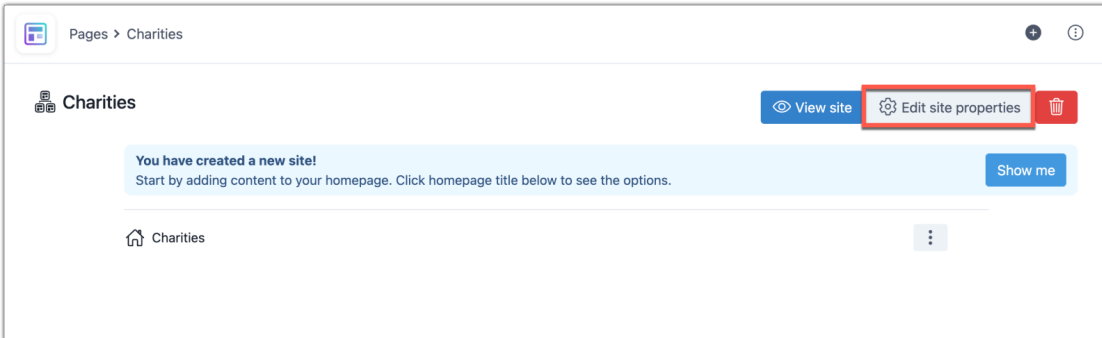 Pages > Charities
Charities
View site
Edit site properties
You have created a new site!
Start by adding content to your homepage. Click homepage title below to see the options.
Show me
Charities